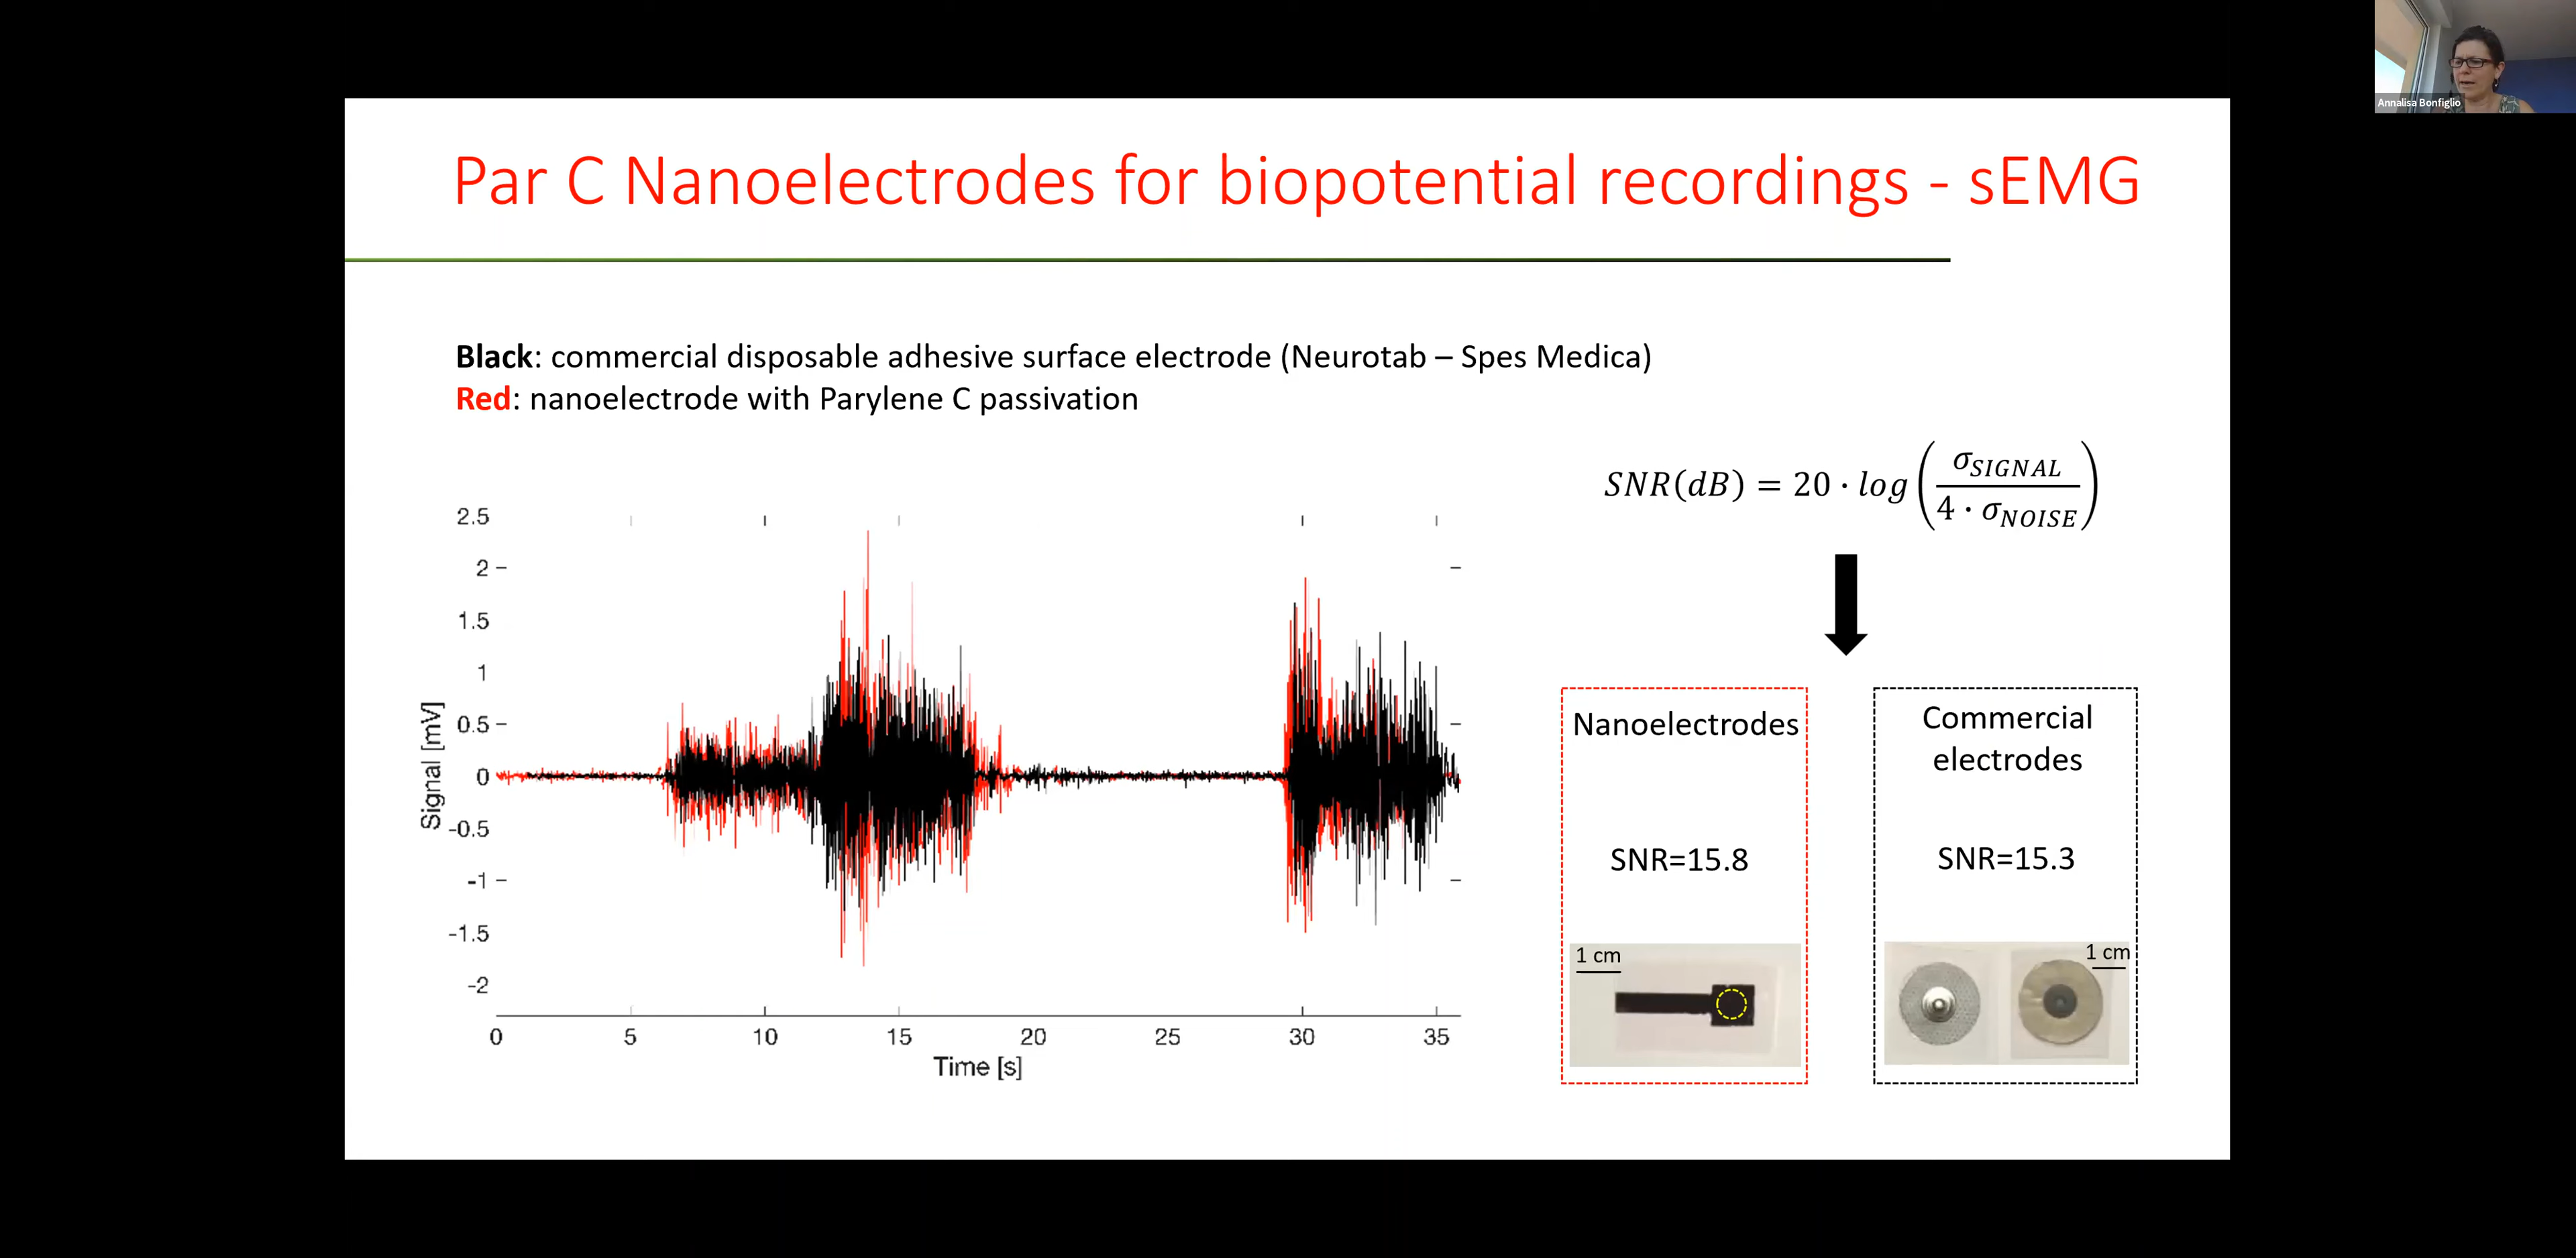 Annalisa Bonfiglio
Par C Nanoelectrodes for biopotential recordings - sEMG
Black: commercial disposable adhesive surface electrode (Neurotab – Spes Medica)
Red: nanoelectrode with Parylene C passivation
SNR(dB) = 20 · log(σSIGNAL / 4 · σNOISE)
2.5
2
1.5
1
0.5
0
-0.5
-1
-1.5
-2
Signal [mV]
0 5 10 15 20 25 30 35
Time [s]
Nanoelectrodes
SNR=15.8
1 cm
Commercial
electrodes
SNR=15.3
1 cm